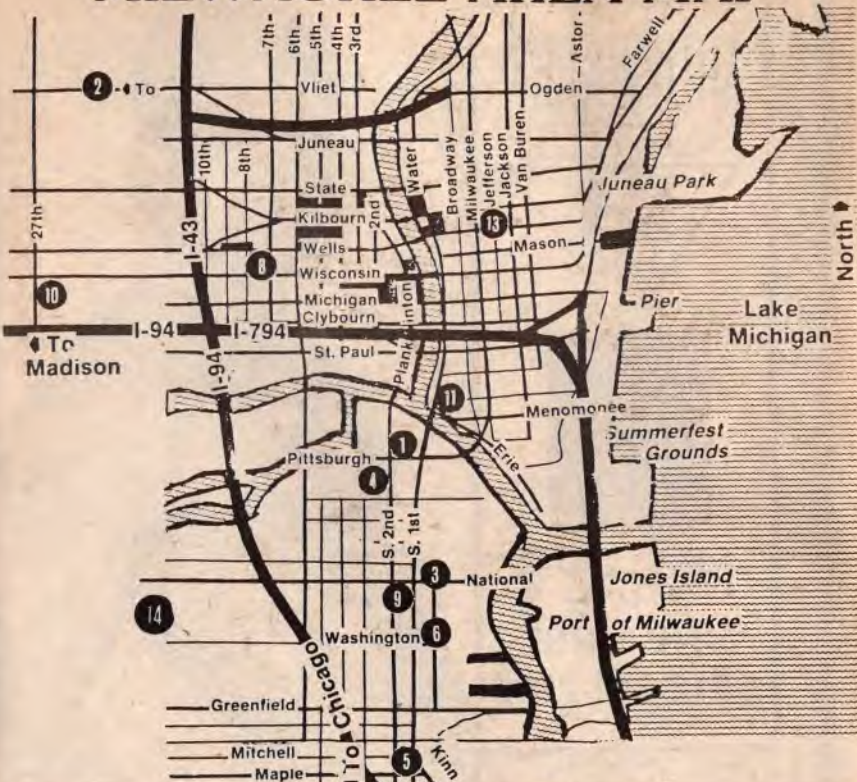 7th
6th
5th
4th
3rd
Astor
Farwell
2
To
Vliet
Ogden
Juneau
10th
8th
Water
Broadway
Milwaukee
Jefferson
Jackson
Van Buren
State
Juneau Park
27th
Kilbourn
2nd
13
I-43
Wells
Mason
8
Wisconsin
North
10
Michigan
Plankinton
Pier
Clybourn
Lake
Michigan
I-94
I-794
To
Madison
St. Paul
I-94
11
Menomonee
1
Summerfest
Grounds
Pittsburgh
Erie
4
S. 2nd
S. 1st
3
National
Jones Island
9
14
Port of Milwaukee
Washington
6
To Chicago
Greenfield
Mitchell
5
Kinn
Maple